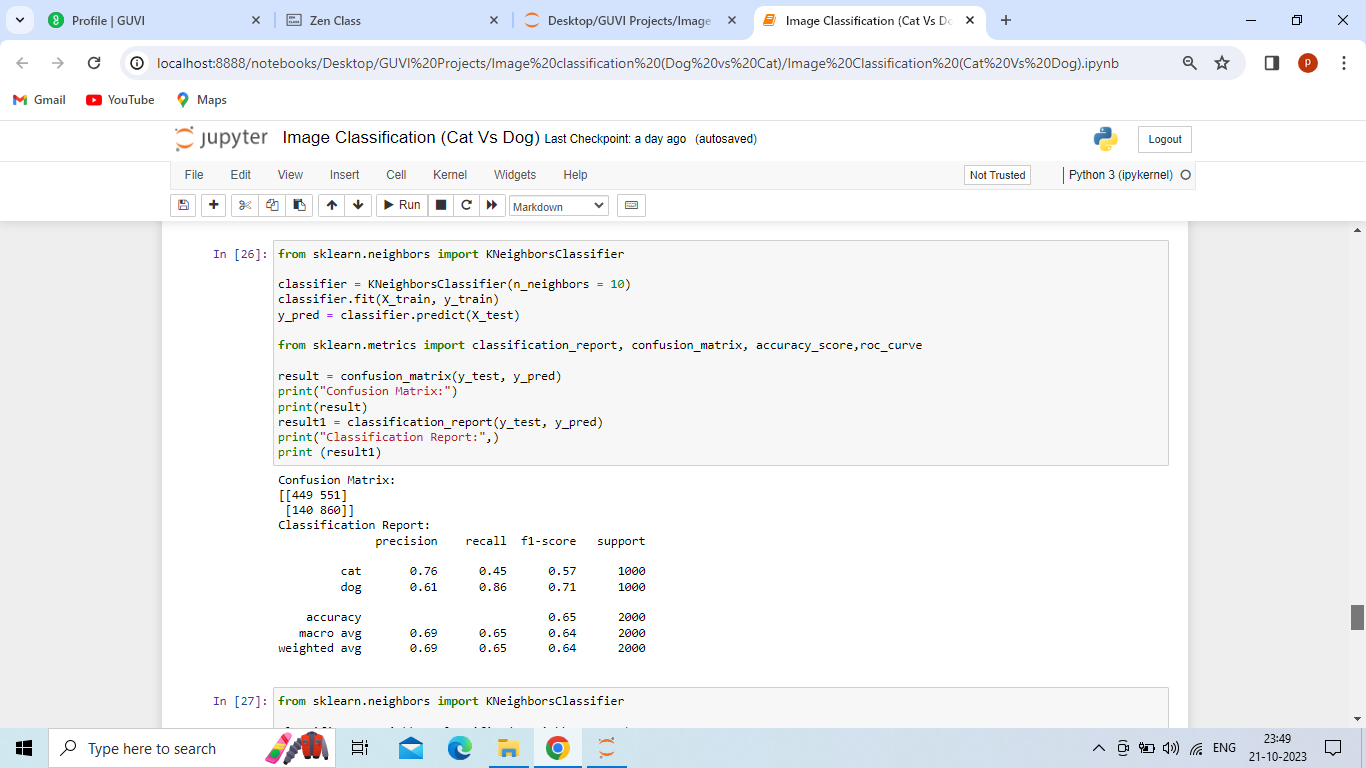 Profile | GUVI
Zen Class
Desktop/GUVI Projects/Image
Image Classification (Cat Vs Do
localhost:8888/notebooks/Desktop/GUVI%20Projects/Image%20classification%20(Dog%20vs%20Cat)/Image%20Classification%20(Cat%20Vs%20Dog).ipynb
P
Gmail
YouTube
Maps
jupyter Image Classification (Cat Vs Dog) Last Checkpoint: a day ago (autosaved)
Logout
File Edit View Insert Cell Kernel Widgets Help
Not Trusted
Python 3 (ipykernel)
Run
Markdown
In [26]: from sklearn.neighbors import KNeighborsClassifier
classifier = KNeighborsClassifier(n_neighbors = 10)
classifier.fit(X_train, y_train)
y_pred = classifier.predict(X_test)
from sklearn.metrics import classification_report, confusion_matrix, accuracy_score,roc_curve
result = confusion_matrix(y_test, y_pred)
print("Confusion Matrix:")
print(result)
result1 = classification_report(y_test, y_pred)
print("Classification Report:",)
print (result1)
Confusion Matrix:
[[449 551]
[140 860]]
Classification Report:
precision recall f1-score support
cat 0.76 0.45 0.57 1000
dog 0.61 0.86 0.71 1000
accuracy 0.65 2000
macro avg 0.69 0.65 0.64 2000
weighted avg 0.69 0.65 0.64 2000
In [27]: from sklearn.neighbors import KNeighborsClassifier
Type here to search
ENG
23:49
21-10-2023